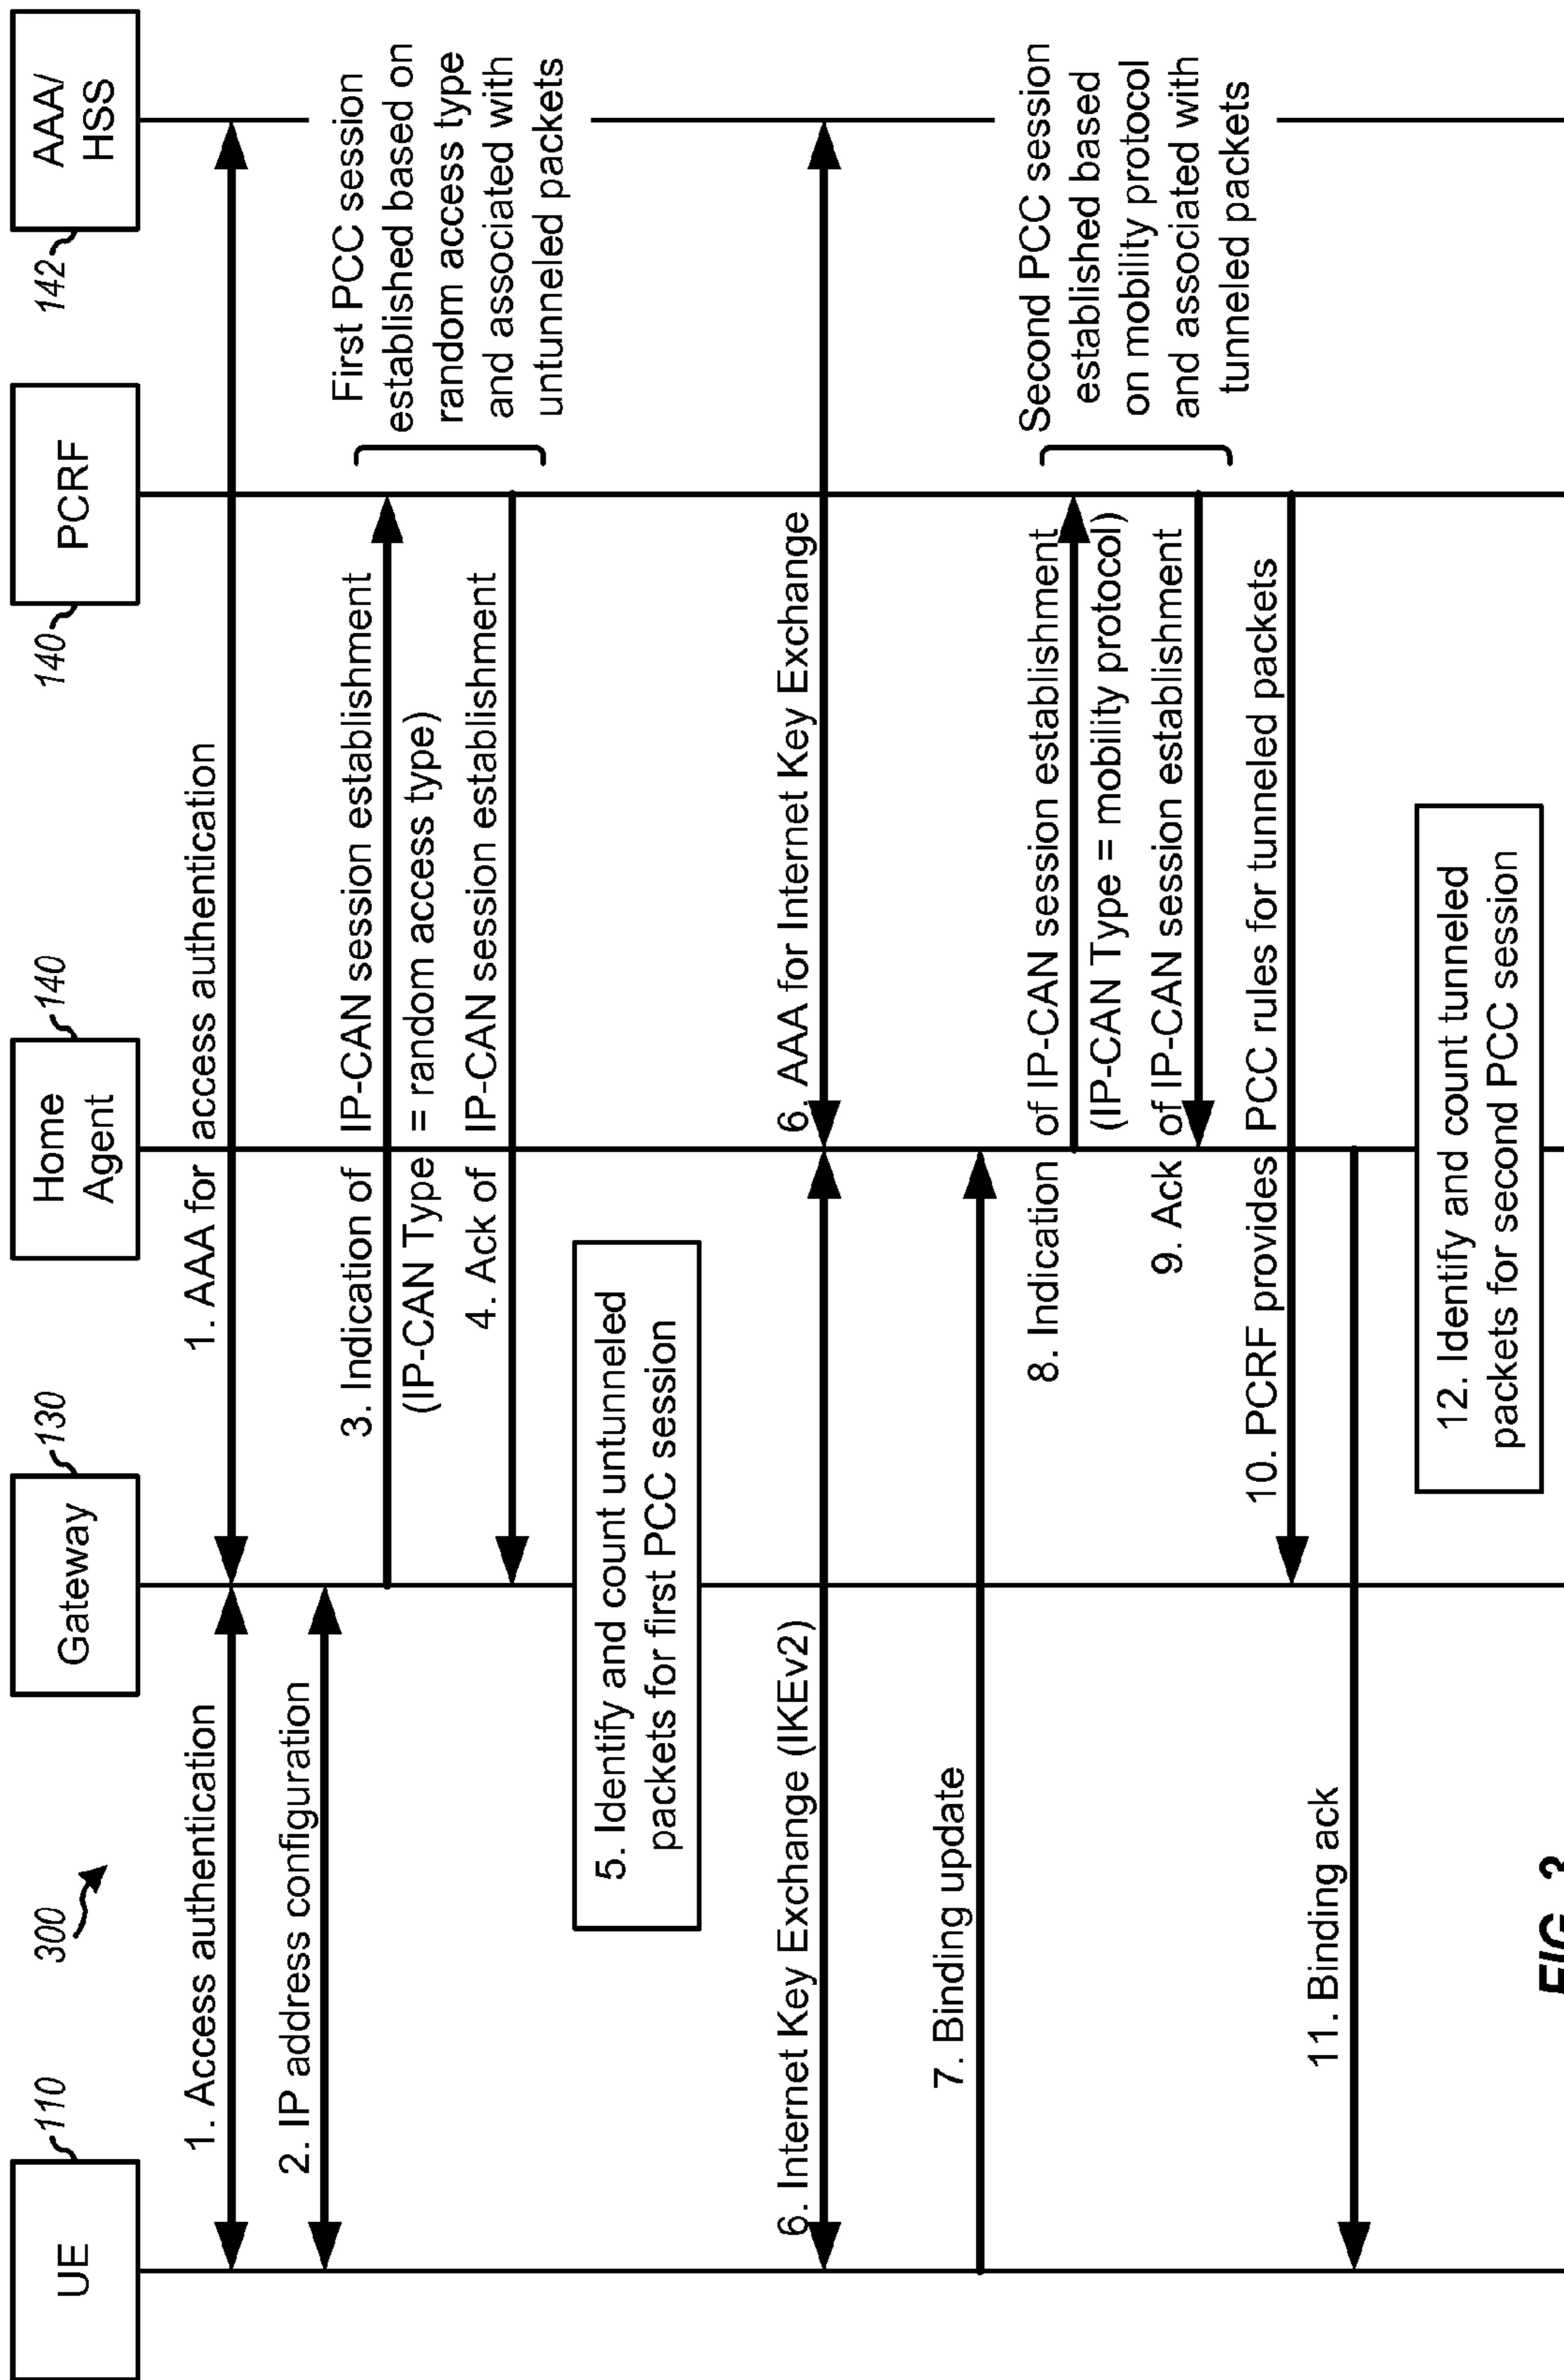 300
UE
110
Gateway
130
Home
Agent
140
PCRF
140
AAA/
HSS
142
1. Access authentication
1. AAA for access authentication
2. IP address configuration
3. Indication of IP-CAN session establishment
(IP-CAN Type = random access type)
4. Ack of IP-CAN session establishment
First PCC session
established based on
random access type
and associated with
untunneled packets
5. Identify and count untunneled
packets for first PCC session
6. Internet Key Exchange (IKEv2)
6. AAA for Internet Key Exchange
7. Binding update
8. Indication of IP-CAN session establishment
(IP-CAN Type = mobility protocol)
9. Ack of IP-CAN session establishment
Second PCC session
established based
on mobility protocol
and associated with
tunneled packets
10. PCRF provides PCC rules for tunneled packets
11. Binding ack
12. Identify and count tunneled
packets for second PCC session
FIG. 3